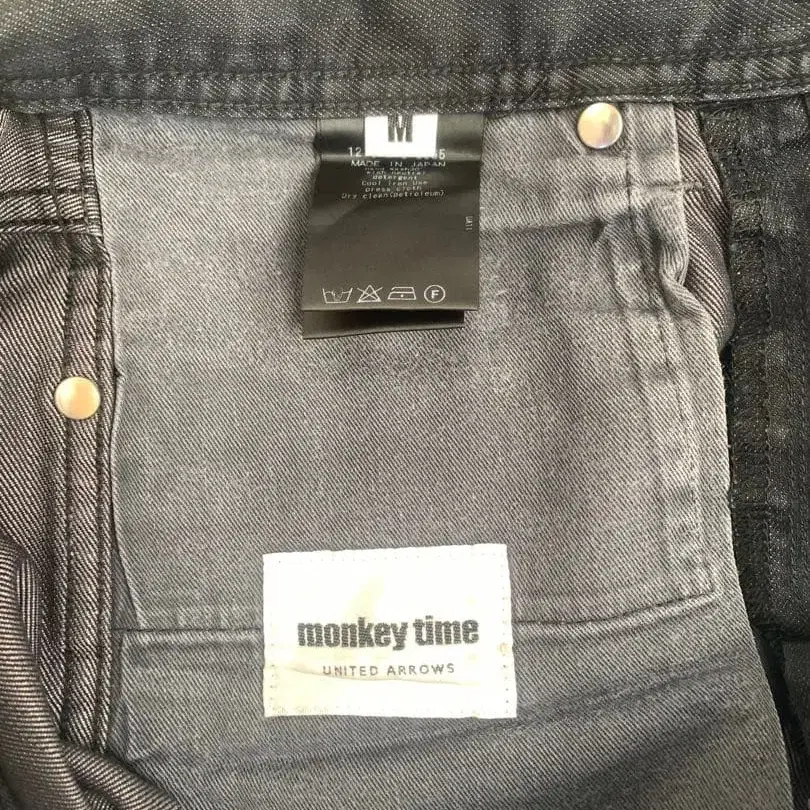 M
MADE IN JAPAN
detergent
Cool Iron.Use
press cloth
Dry clean(petroleum)
F
monkey time
UNITED ARROWS